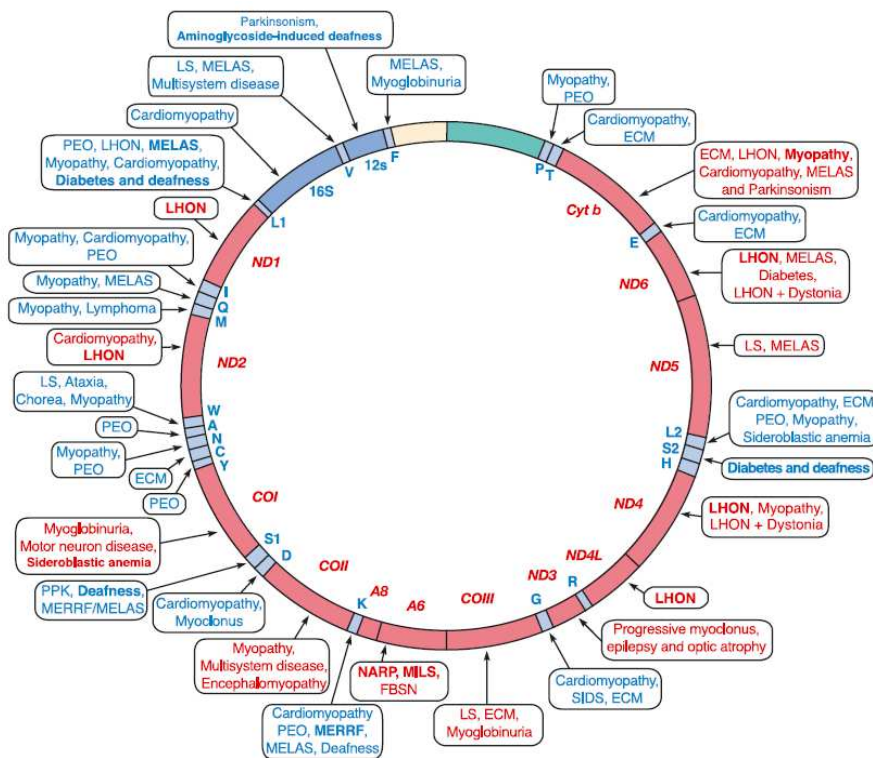 Parkinsonism,
Aminoglycoside–induced deafness
LS, MELAS,
Multisystem disease
MELAS,
Myoglobinuria
Myopathy,
PEO
Cardiomyopathy
Cardiomyopathy,
ECM
PEO, LHON, MELAS,
Myopathy, Cardiomyopathy,
Diabetes and deafness
ECM, LHON, Myopathy,
Cardiomyopathy, MELAS
and Parkinsonism
LHON
Cardiomyopathy,
ECM
Myopathy, Cardiomyopathy,
PEO
LHON, MELAS,
Diabetes,
LHON + Dystonia
Myopathy, MELAS
Myopathy, Lymphoma
Cardiomyopathy,
LHON
LS, MELAS
LS, Ataxia,
Chorea, Myopathy
Cardiomyopathy, ECM
PEO, Myopathy,
Sideroblastic anemia
PEO
Myopathy,
PEO
Diabetes and deafness
ECM
PEO
LHON, Myopathy,
LHON + Dystonia
Myoglobinuria,
Motor neuron disease,
Sideroblastic anemia
PPK, Deafness,
MERRF/MELAS
Cardiomyopathy,
Myoclonus
LHON
Myopathy,
Multisystem disease,
Encephalomyopathy
Progressive myoclonus,
epilepsy and optic atrophy
NARP, MILS,
FBSN
Cardiomyopathy,
SIDS, ECM
Cardiomyopathy
PEO, MERRF,
MELAS, Deafness
LS, ECM,
Myoglobinuria
F
12s
V
16S
L1
ND1
I
Q
M
ND2
W
A
N
C
Y
COI
S1
D
COII
K
A8
A6
COIII
G
ND3
R
ND4L
ND4
H
S2
L2
ND5
ND6
E
Cyt b
T
P